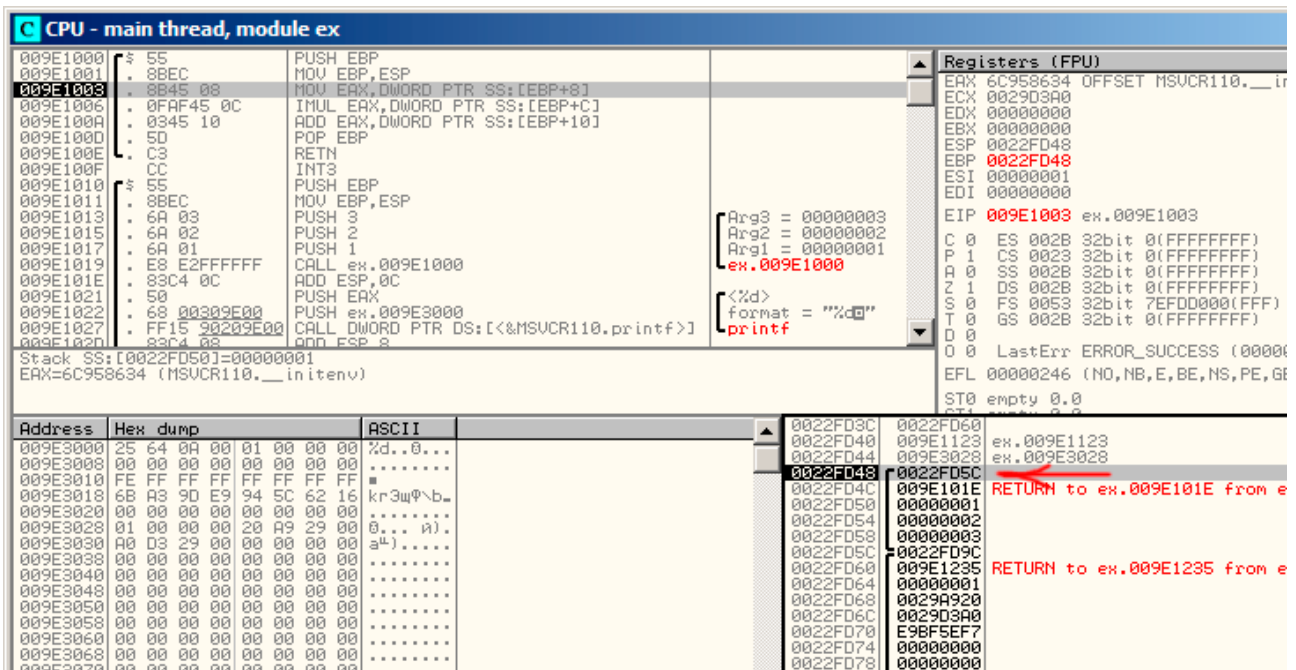 C CPU - main thread, module ex
009E1000 $ 55 PUSH EBP
009E1001 . 8BEC MOV EBP,ESP
009E1003 . 8B45 08 MOV EAX,DWORD PTR SS:[EBP+8]
009E1006 . 0FAF45 0C IMUL EAX,DWORD PTR SS:[EBP+C]
009E100A . 0345 10 ADD EAX,DWORD PTR SS:[EBP+10]
009E100D . 5D POP EBP
009E100E . C3 RETN
009E100F CC INT3
009E1010 $ 55 PUSH EBP
009E1011 . 8BEC MOV EBP,ESP
009E1013 . 6A 03 PUSH 3 Arg3 = 00000003
009E1015 . 6A 02 PUSH 2 Arg2 = 00000002
009E1017 . 6A 01 PUSH 1 Arg1 = 00000001
009E1019 . E8 E2FFFFFF CALL ex.009E1000 ex.009E1000
009E101E . 83C4 0C ADD ESP,0C
009E1021 . 50 PUSH EAX <%d>
009E1022 . 68 00309E00 PUSH ex.009E3000 format = "%d◙"
009E1027 . FF15 90209E00 CALL DWORD PTR DS:[<&MSVCR110.printf>] printf
009E102D . 83C4 08 ADD ESP,8
Stack SS:[0022FD50]=00000001
EAX=6C958634 (MSVCR110.__initenv)
Registers (FPU)
EAX 6C958634 OFFSET MSVCR110.__in
ECX 0029D3A0
EDX 00000000
EBX 00000000
ESP 0022FD48
EBP 0022FD48
ESI 00000001
EDI 00000000
EIP 009E1003 ex.009E1003
C 0 ES 002B 32bit 0(FFFFFFFF)
P 1 CS 0023 32bit 0(FFFFFFFF)
A 0 SS 002B 32bit 0(FFFFFFFF)
Z 1 DS 002B 32bit 0(FFFFFFFF)
S 0 FS 0053 32bit 7EFDD000(FFF)
T 0 GS 002B 32bit 0(FFFFFFFF)
D 0
O 0 LastErr ERROR_SUCCESS (00000
EFL 00000246 (NO,NB,E,BE,NS,PE,GE
ST0 empty 0.0
Address Hex dump ASCII
009E3000 25 64 0A 00 01 00 00 00 %d..☺...
009E3008 00 00 00 00 00 00 00 00 ........
009E3010 FE FF FF FF FF FF FF FF ■
009E3018 6B A3 9D E9 94 5C 62 16 kгЭщФ\b▬
009E3020 00 00 00 00 00 00 00 00 ........
009E3028 01 00 00 00 20 A9 29 00 ☺... й).
009E3030 A0 D3 29 00 00 00 00 00 а╙).....
009E3038 00 00 00 00 00 00 00 00 ........
009E3040 00 00 00 00 00 00 00 00 ........
009E3048 00 00 00 00 00 00 00 00 ........
009E3050 00 00 00 00 00 00 00 00 ........
009E3058 00 00 00 00 00 00 00 00 ........
009E3060 00 00 00 00 00 00 00 00 ........
009E3068 00 00 00 00 00 00 00 00 ........
0022FD3C 0022FD60
0022FD40 009E1123 ex.009E1123
0022FD44 009E3028 ex.009E3028
0022FD48 0022FD5C
0022FD4C 009E101E RETURN to ex.009E101E from e
0022FD50 00000001
0022FD54 00000002
0022FD58 00000003
0022FD5C 0022FD9C
0022FD60 009E1235 RETURN to ex.009E1235 from e
0022FD64 00000001
0022FD68 0029A920
0022FD6C 0029D3A0
0022FD70 E9BF5EF7
0022FD74 00000000
0022FD78 00000000